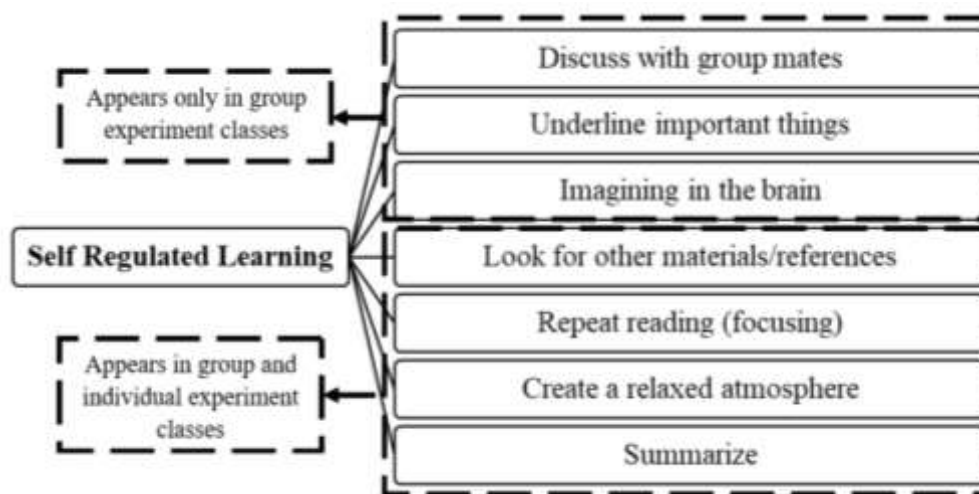 Discuss with group mates
Appears only in group
experiment classes
Underline important things
Imagining in the brain
Self Regulated Learning
Look for other materials/references
Repeat reading (focusing)
Appears in group and
individual experiment
classes
Create a relaxed atmosphere
Summarize